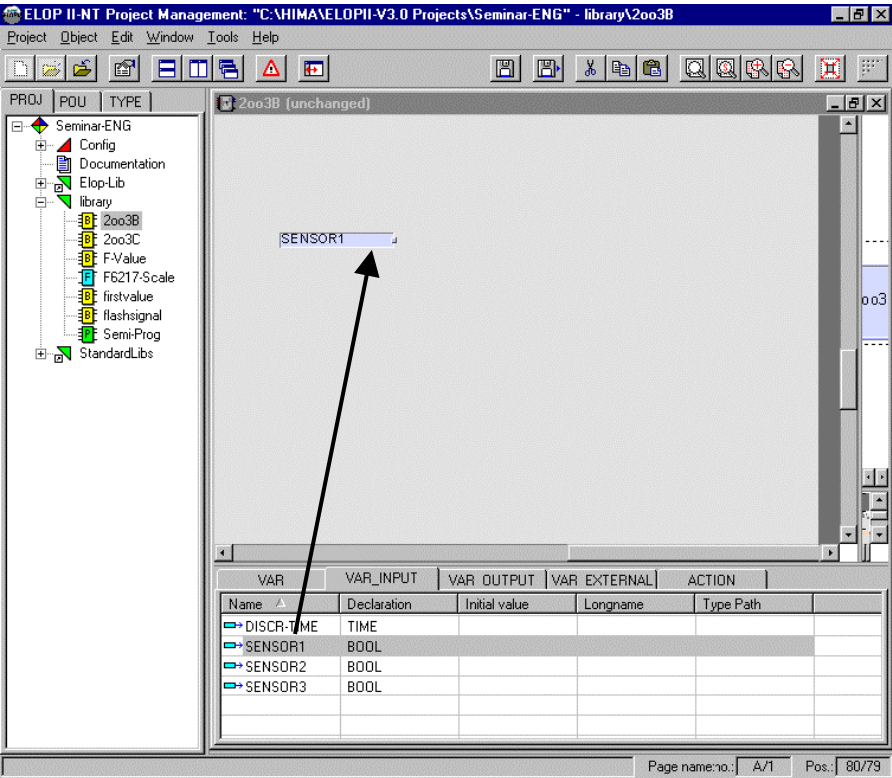 ELOP II-NT Project Management: "C:\HIMA\ELOPII-V3.0 Projects\Seminar-ENG" - library\2oo3B
Project Object Edit Window Tools Help
PROJ POU TYPE
2oo3B (unchanged)
Seminar-ENG
Config
Documentation
Elop-Lib
library
2oo3B
2oo3C
F-Value
F6217-Scale
firstvalue
flashsignal
Semi-Prog
StandardLibs
SENSOR1
oo3
VAR VAR_INPUT VAR_OUTPUT VAR_EXTERNAL ACTION
Name Declaration Initial value Longname Type Path
DISCR-TIME TIME
SENSOR1 BOOL
SENSOR2 BOOL
SENSOR3 BOOL
Page name:no.: A/1 Pos.: 80/79